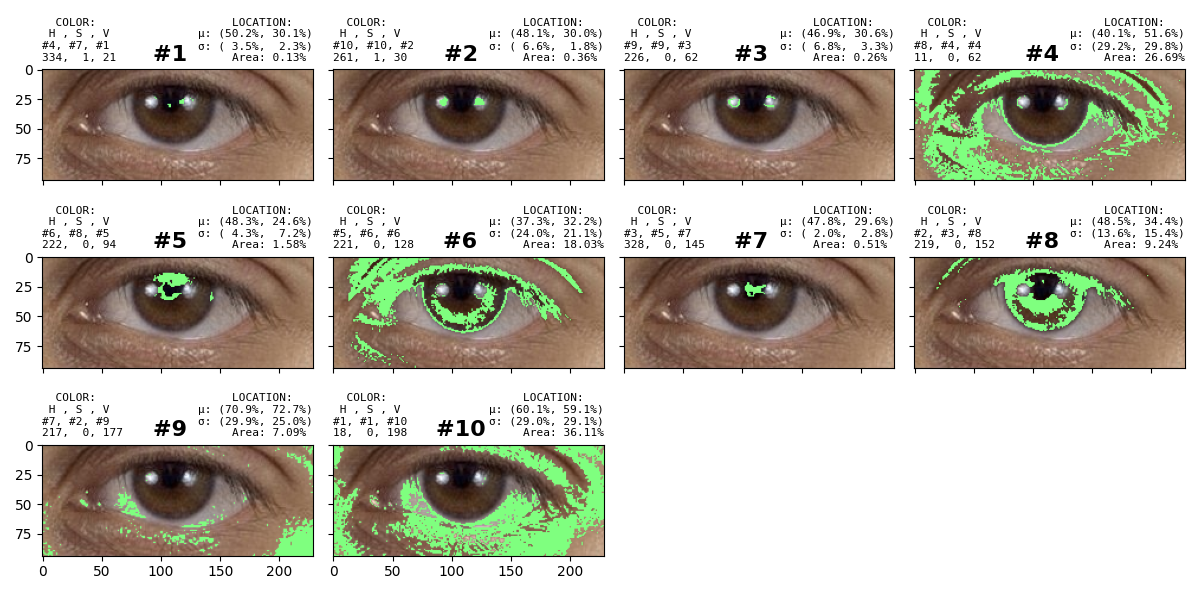 COLOR: LOCATION:
H , S , V μ: (50.2%, 30.1%)
#4, #7, #1 #1 σ: ( 3.5%,  2.3%)
334,  1, 21 Area: 0.13%
COLOR: LOCATION:
H , S , V μ: (48.1%, 30.0%)
#10, #10, #2 #2 σ: ( 6.6%,  1.8%)
261,  1, 30 Area: 0.36%
COLOR: LOCATION:
H , S , V μ: (46.9%, 30.6%)
#9, #9, #3 #3 σ: ( 6.8%,  3.3%)
226,  0, 62 Area: 0.26%
COLOR: LOCATION:
H , S , V μ: (40.1%, 51.6%)
#8, #4, #4 #4 σ: (29.2%, 29.8%)
11,  0, 62 Area: 26.69%
0
25
50
75
COLOR: LOCATION:
H , S , V μ: (48.3%, 24.6%)
#6, #8, #5 #5 σ: ( 4.3%,  7.2%)
222,  0, 94 Area: 1.58%
COLOR: LOCATION:
H , S , V μ: (37.3%, 32.2%)
#5, #6, #6 #6 σ: (24.0%, 21.1%)
221,  0, 128 Area: 18.03%
COLOR: LOCATION:
H , S , V μ: (47.8%, 29.6%)
#3, #5, #7 #7 σ: ( 2.0%,  2.8%)
328,  0, 145 Area: 0.51%
COLOR: LOCATION:
H , S , V μ: (48.5%, 34.4%)
#2, #3, #8 #8 σ: (13.6%, 15.4%)
219,  0, 152 Area: 9.24%
0
25
50
75
COLOR: LOCATION:
H , S , V μ: (70.9%, 72.7%)
#7, #2, #9 #9 σ: (29.9%, 25.0%)
217,  0, 177 Area: 7.09%
COLOR: LOCATION:
H , S , V μ: (60.1%, 59.1%)
#1, #1, #10 #10 σ: (29.0%, 29.1%)
18,  0, 198 Area: 36.11%
0
25
50
75
0 50 100 150 200
0 50 100 150 200